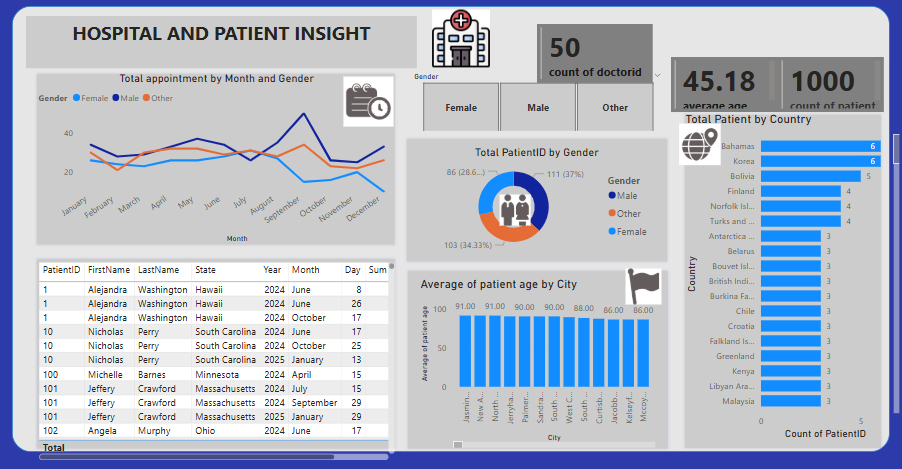 HOSPITAL AND PATIENT INSIGHT
50
count of doctorid
45.18
average age
1000
count of patient
Gender
Female Male Other
Total appointment by Month and Gender
Gender Female Male Other
40
20
January February March April May June July August September October November December
Month
Total PatientID by Gender
86 (28.6...)
111 (37%)
103 (34.33%)
Gender
Male
Other
Female
Total Patient by Country
Country
Bahamas 6
Korea 6
Bolivia 5
Finland 4
Norfolk Isl... 4
Turks and ... 4
Antarctica ... 3
Belarus 3
Bouvet Isl... 3
British Indi... 3
Burkina Fa... 3
Chile 3
Croatia 3
Falkland Is... 3
Greenland 3
Kenya 3
Libyan Ara... 3
Malaysia 3
0 5
Count of PatientID
PatientID FirstName LastName State Year Month Day Sum
1 Alejandra Washington Hawaii 2024 June 8
1 Alejandra Washington Hawaii 2024 June 26
1 Alejandra Washington Hawaii 2024 October 17
10 Nicholas Perry South Carolina 2024 June 17
10 Nicholas Perry South Carolina 2024 October 25
10 Nicholas Perry South Carolina 2025 January 13
100 Michelle Barnes Minnesota 2024 April 15
101 Jeffery Crawford Massachusetts 2024 July 15
101 Jeffery Crawford Massachusetts 2024 September 29
101 Jeffery Crawford Massachusetts 2025 January 29
102 Angela Murphy Ohio 2024 June 17
Total
Average of patient age by City
Average of patient age
100
50
0
91.00 91.00 90.00 90.00 88.00 86.00 86.00
Jasmin... New A... North ... Jerryha... Palmer... Sandra... South ... West C... South ... Curtisb... Jacobb... Kelseyf... Mccoy...
City